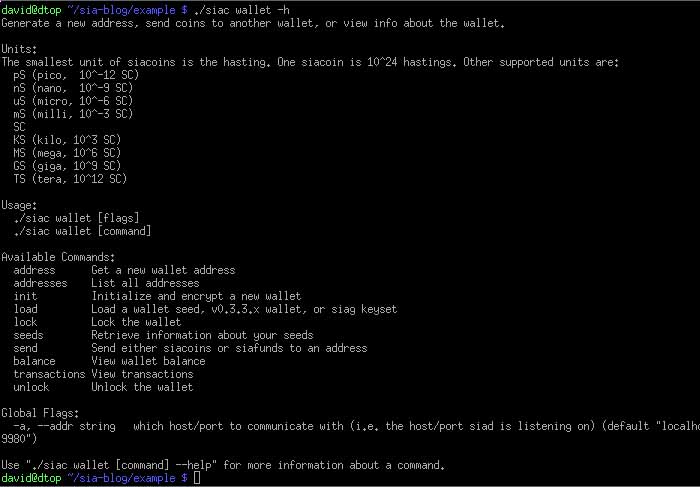 david@dtop ~/sia-blog/example $ ./siac wallet -h
Generate a new address, send coins to another wallet, or view info about the wallet.
Units:
The smallest unit of siacoins is the hasting. One siacoin is 10^24 hastings. Other supported units are:
pS (pico,  10^-12 SC)
nS (nano,  10^-9 SC)
uS (micro, 10^-6 SC)
mS (milli, 10^-3 SC)
SC
KS (kilo, 10^3 SC)
MS (mega, 10^6 SC)
GS (giga, 10^9 SC)
TS (tera, 10^12 SC)
Usage:
./siac wallet [flags]
./siac wallet [command]
Available Commands:
address      Get a new wallet address
addresses    List all addresses
init         Initialize and encrypt a new wallet
load         Load a wallet seed, v0.3.3.x wallet, or siag keyset
lock         Lock the wallet
seeds        Retrieve information about your seeds
send         Send either siacoins or siafunds to an address
balance      View wallet balance
transactions View transactions
unlock       Unlock the wallet
Global Flags:
-a, --addr string   which host/port to communicate with (i.e. the host/port siad is listening on) (default "localho
9980")
Use "./siac wallet [command] --help" for more information about a command.
david@dtop ~/sia-blog/example $